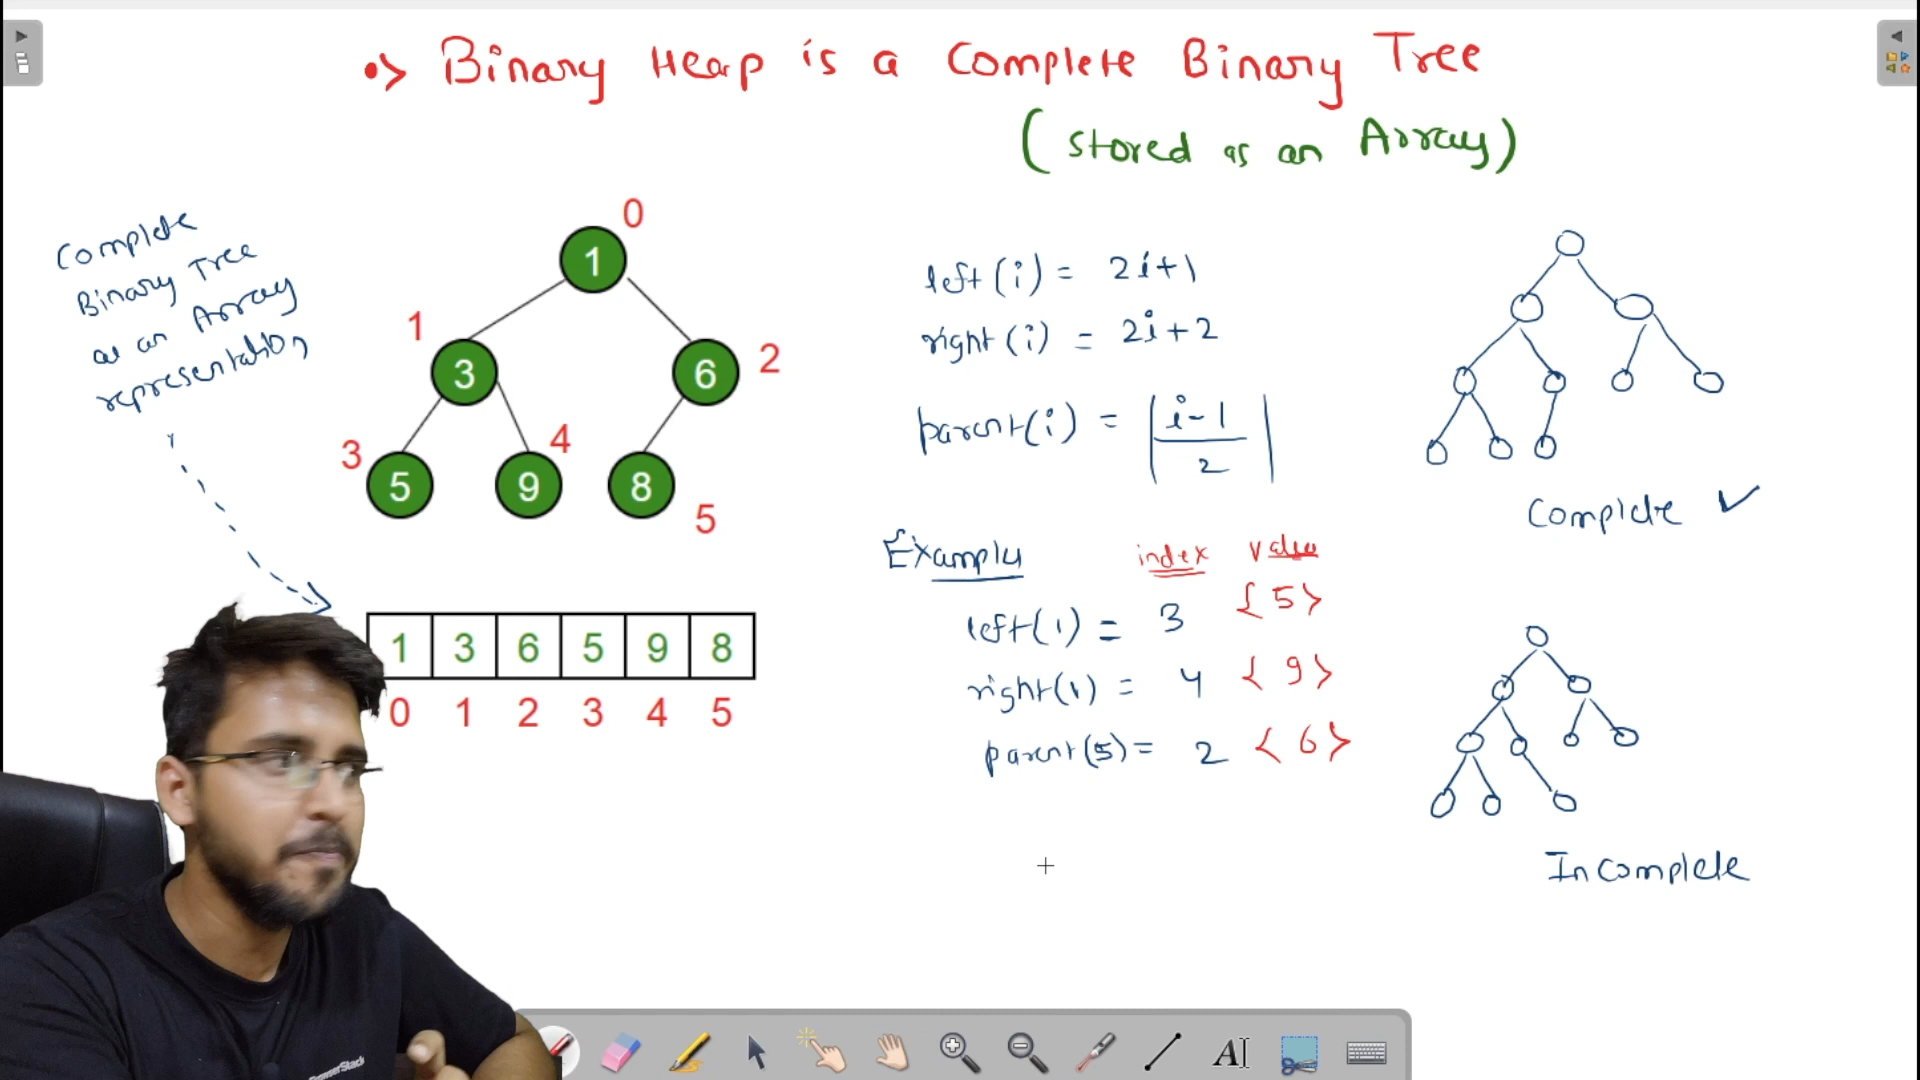 •> Binary Heap is a Complete Binary Tree
(stored as an Array)
Complete
Binary Tree
as an Array
representation
0
1
1
3
6
2
3
4
5
9
8
5
1 3 6 5 9 8
0 1 2 3 4 5
left(i) = 2i+1
right(i) = 2i+2
parent(i) = |i-1/2|
Example index value
left(1) = 3 {5>
right(1) = 4 < 9>
parent(5) = 2 < 6>
Complete ✓
InComplete
AI
BrowserStack